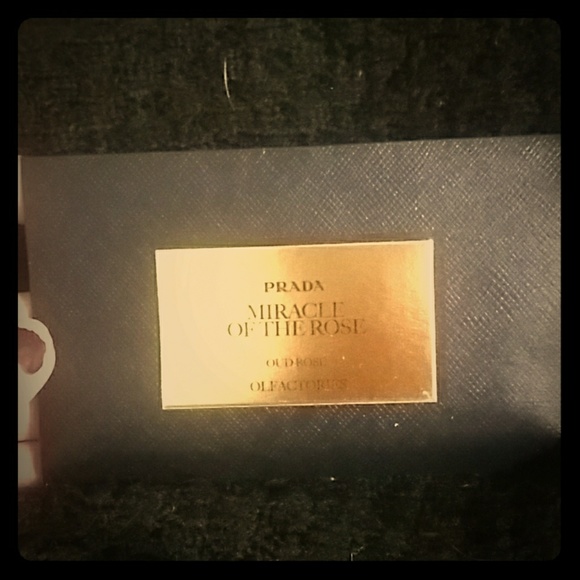 PRADA
MIRACLE
OF THE ROSE
OUD ROSE
OLFACTORIES